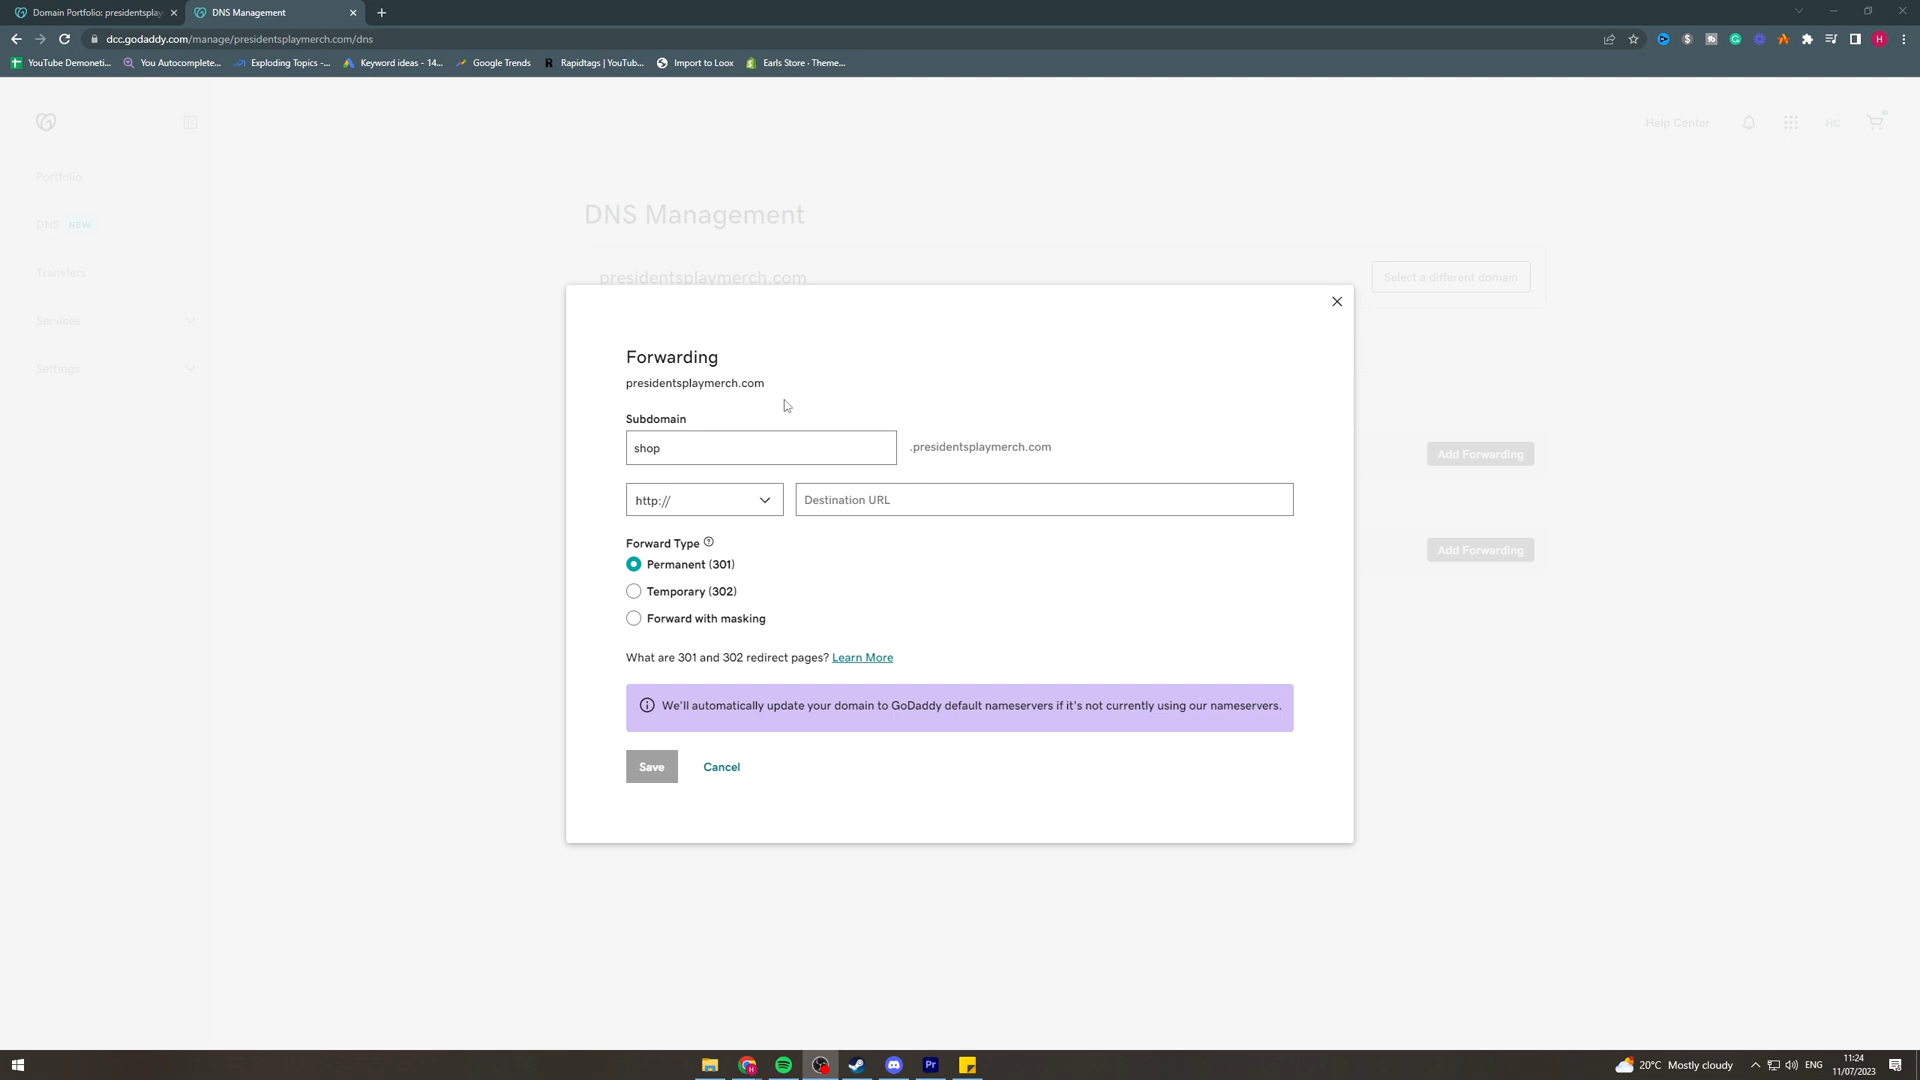 Domain Portfolio: presidentsplay
DNS Management
dcc.godaddy.com/manage/presidentsplaymerch.com/dns
YouTube Demoneti...
You Autocomplete...
Exploding Topics -...
Keyword ideas - 14...
Google Trends
Rapidtags | YouTub...
Import to Loox
Earls Store · Theme...
Help Center
HC
Portfolio
DNS NEW
Transfers
Services
Settings
DNS Management
presidentsplaymerch.com
Select a different domain
Add Forwarding
Add Forwarding
Forwarding
presidentsplaymerch.com
Subdomain
shop
.presidentsplaymerch.com
http://
Destination URL
Forward Type
Permanent (301)
Temporary (302)
Forward with masking
What are 301 and 302 redirect pages? Learn More
We'll automatically update your domain to GoDaddy default nameservers if it's not currently using our nameservers.
Save
Cancel
20°C Mostly cloudy
ENG
11:24
11/07/2023